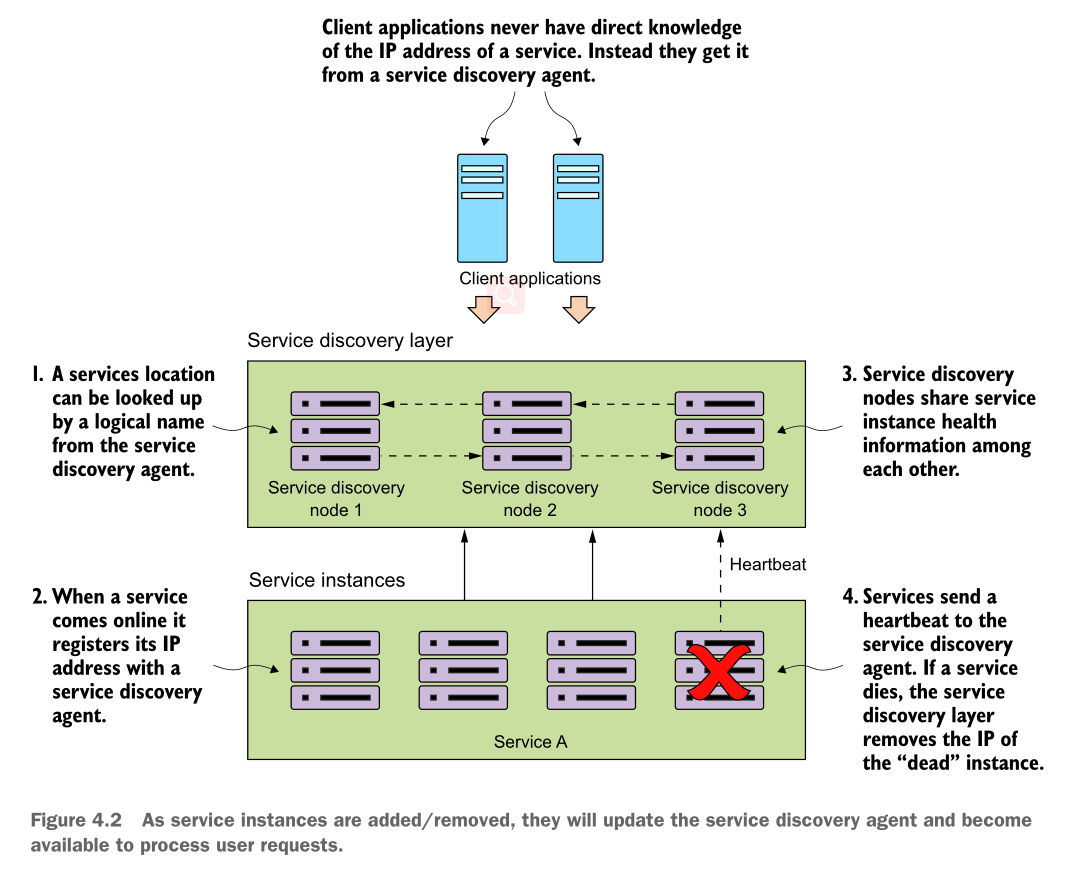 Client applications never have direct knowledge
of the IP address of a service. Instead they get it
from a service discovery agent.
Client applications
Service discovery layer
1. A services location
can be looked up
by a logical name
from the service
discovery agent.
Service discovery
node 1
Service discovery
node 2
Service discovery
node 3
3. Service discovery
nodes share service
instance health
information among
each other.
Heartbeat
Service instances
2. When a service
comes online it
registers its IP
address with a
service discovery
agent.
Service A
4. Services send a
heartbeat to the
service discovery
agent. If a service
dies, the service
discovery layer
removes the IP of
the “dead” instance.
Figure 4.2 As service instances are added/removed, they will update the service discovery agent and become
available to process user requests.